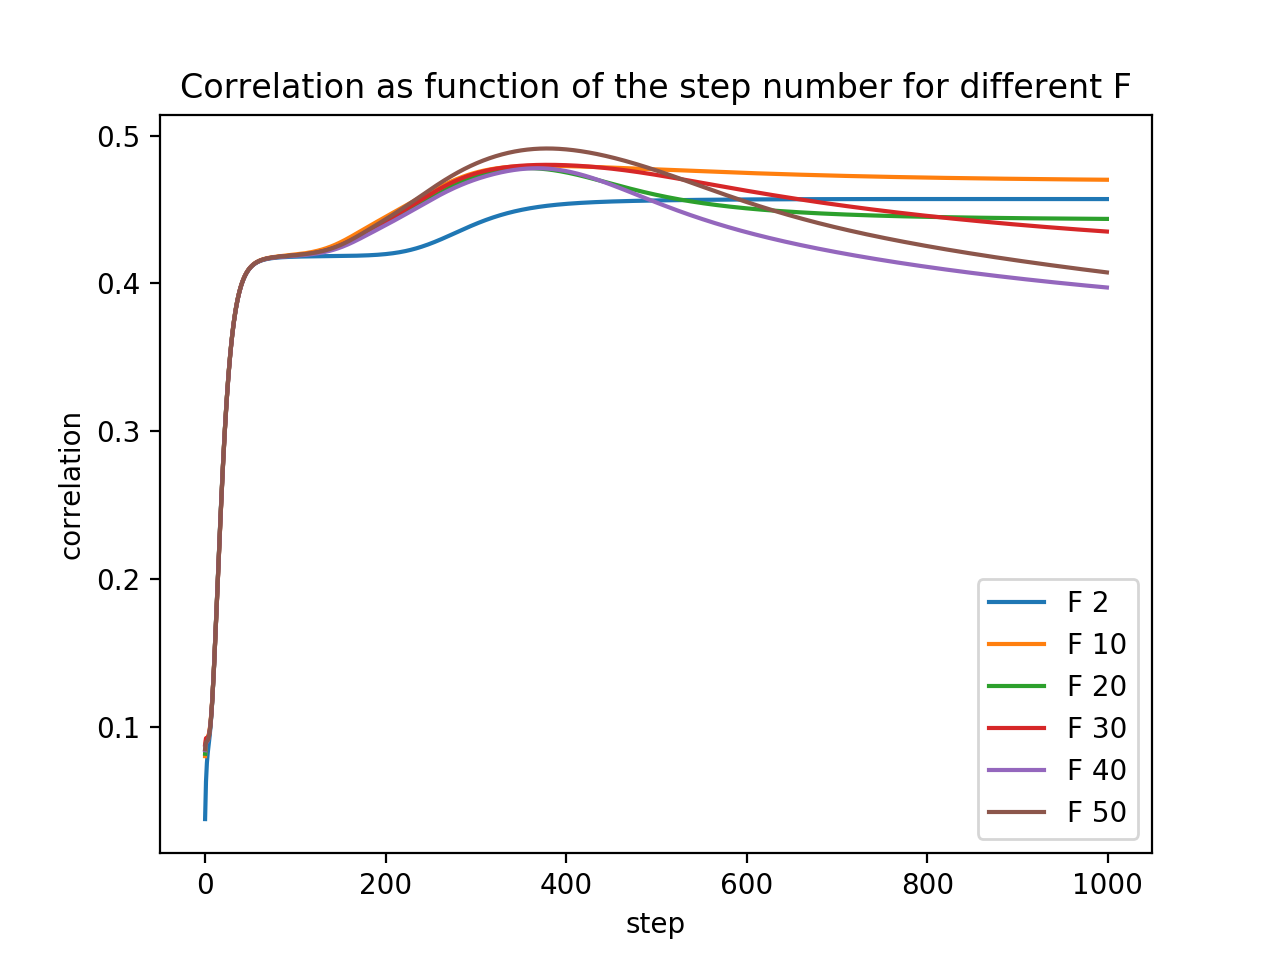 Correlation as function of the step number for different F
0.5
0.4
0.3
0.2
0.1
correlation
F 2
F 10
F 20
F 30
F 40
F 50
0 200 400 600 800 1000
step